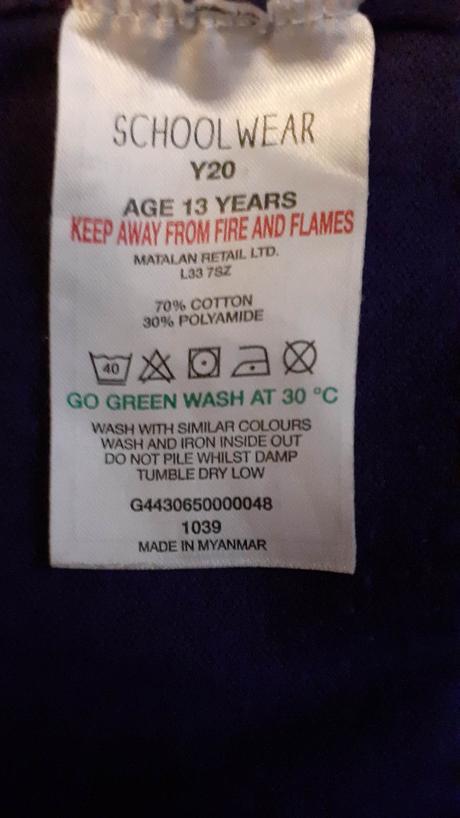 SCHOOLWEAR
Y20
AGE 13 YEARS
KEEP AWAY FROM FIRE AND FLAMES
MATALAN RETAIL LTD.
L33 7SZ
70% COTTON
30% POLYAMIDE
40
GO GREEN WASH AT 30 °C
WASH WITH SIMILAR COLOURS
WASH AND IRON INSIDE OUT
DO NOT PILE WHILST DAMP
TUMBLE DRY LOW
G4430650000048
1039
MADE IN MYANMAR